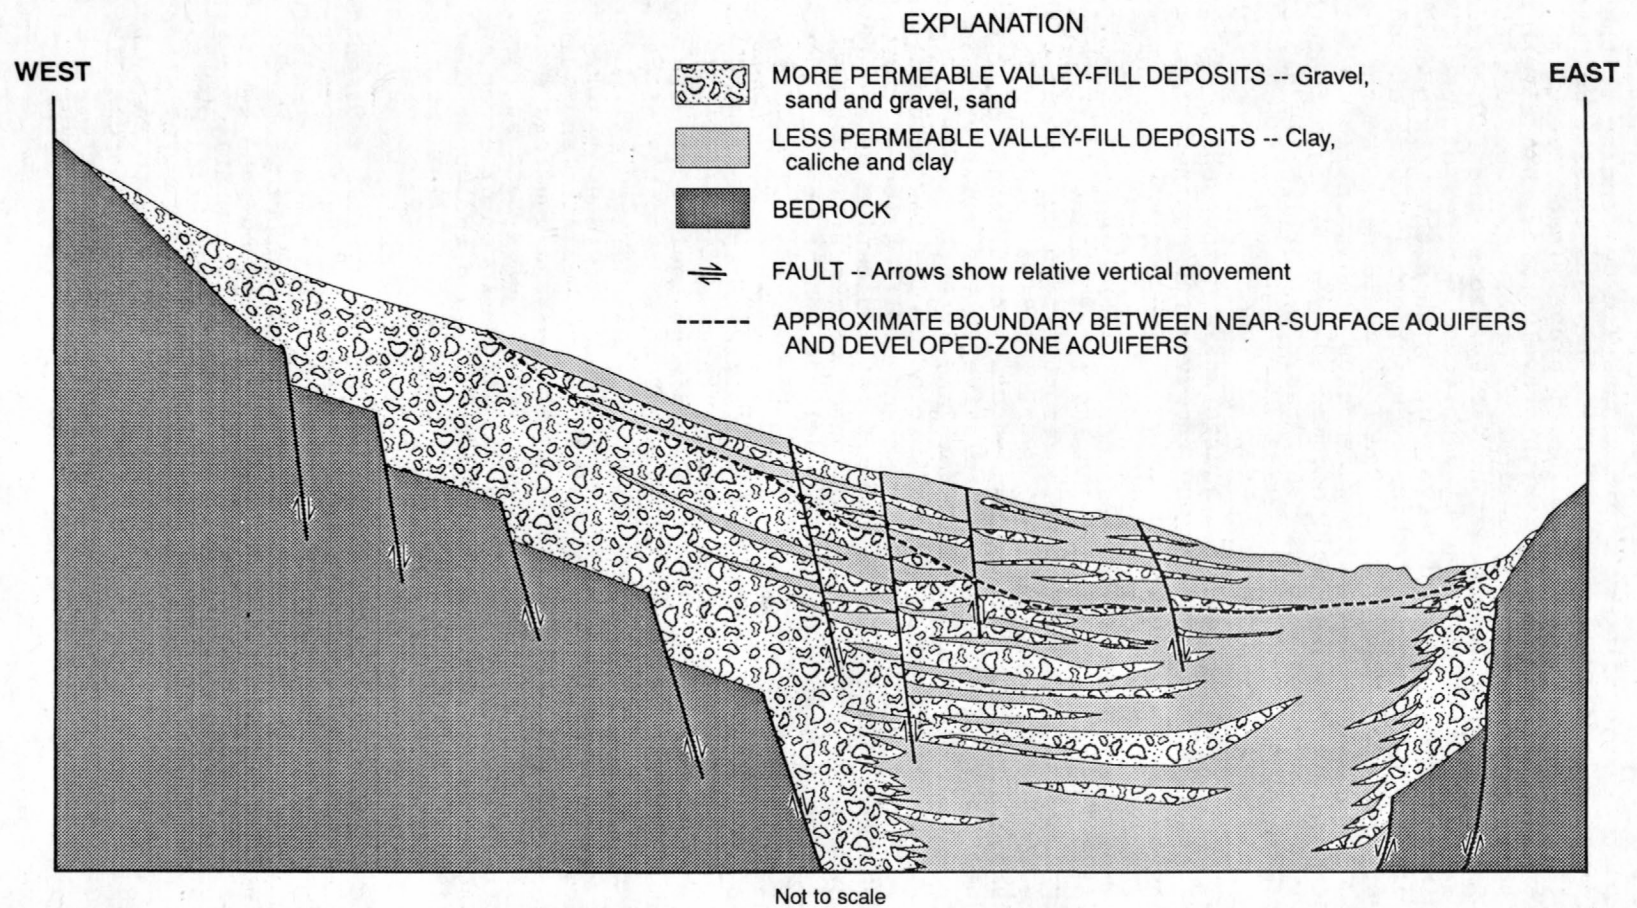 EXPLANATION
WEST
EAST
MORE PERMEABLE VALLEY-FILL DEPOSITS -- Gravel,
sand and gravel, sand
LESS PERMEABLE VALLEY-FILL DEPOSITS -- Clay,
caliche and clay
BEDROCK
FAULT -- Arrows show relative vertical movement
APPROXIMATE BOUNDARY BETWEEN NEAR-SURFACE AQUIFERS
AND DEVELOPED-ZONE AQUIFERS
Not to scale